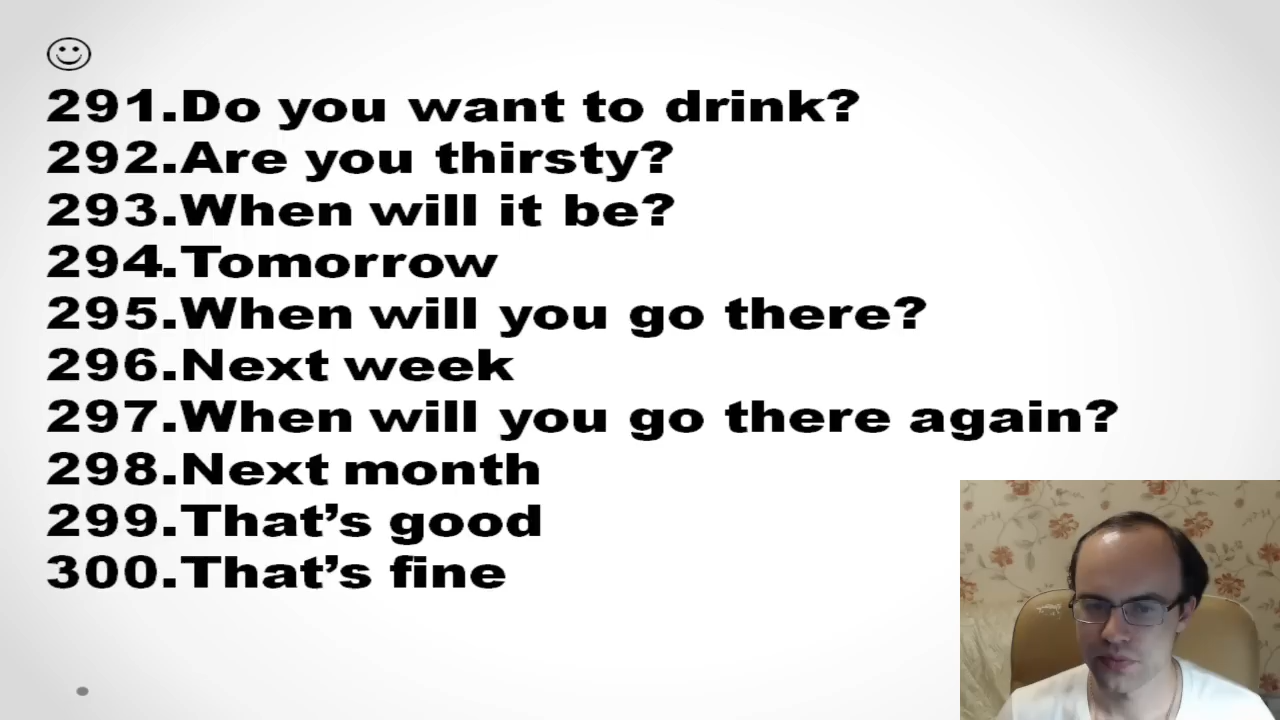 ☺
291.Do you want to drink?
292.Are you thirsty?
293.When will it be?
294.Tomorrow
295.When will you go there?
296.Next week
297.When will you go there again?
298.Next month
299.That’s good
300.That’s fine